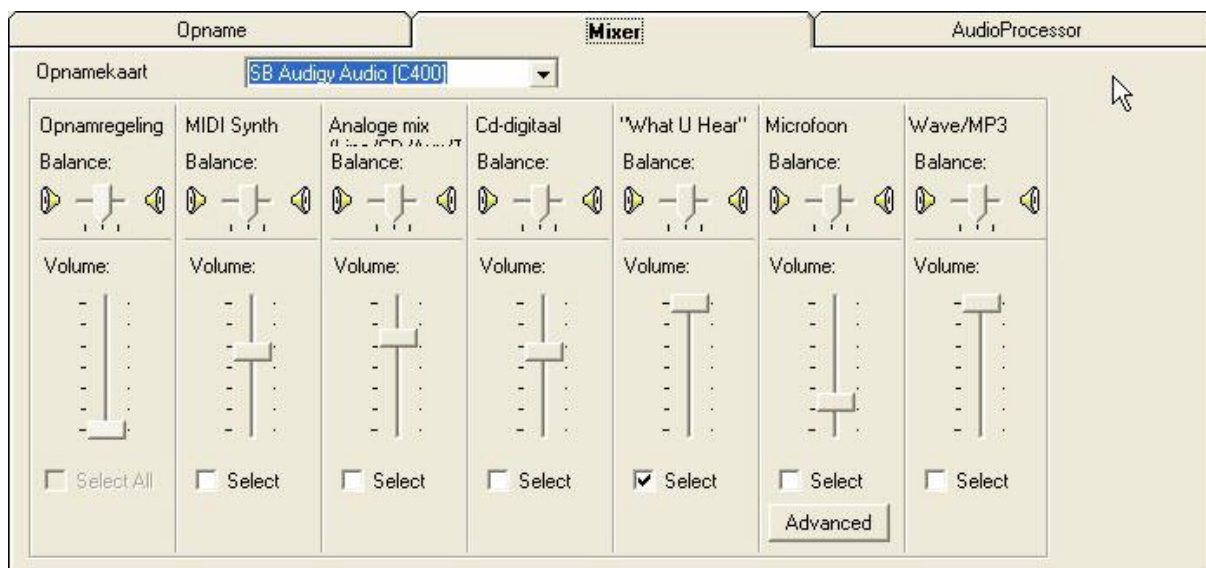 Opname Mixer AudioProcessor
Opnamekaart SB Audigy Audio [C400]
Opnamregeling MIDI Synth Analoge mix Cd-digitaal "What U Hear" Microfoon Wave/MP3
Balance: Balance: Balance: Balance: Balance: Balance: Balance:
Volume: Volume: Volume: Volume: Volume: Volume: Volume:
Select All Select Select Select Select Select Select
Advanced